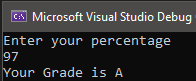 Microsoft Visual Studio Debug
Enter your percentage
97
Your Grade is A